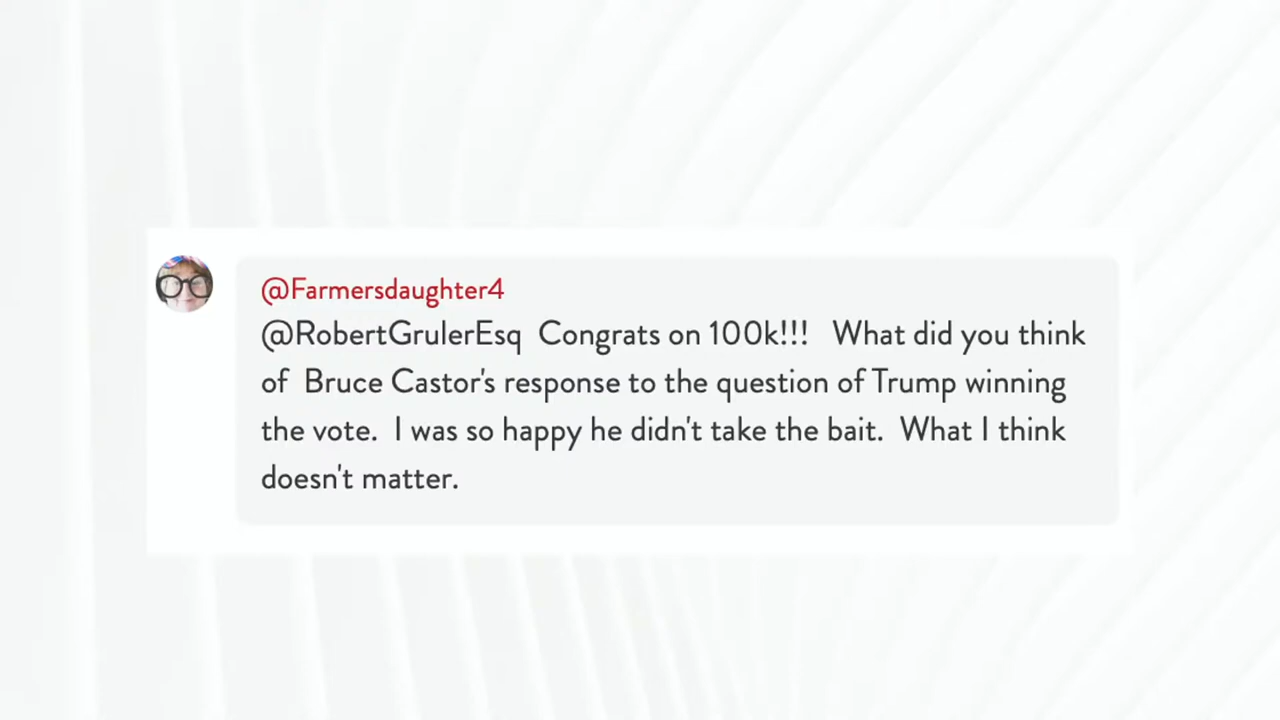 @Farmersdaughter4
@RobertGrulerEsq  Congrats on 100k!!!   What did you think
of  Bruce Castor's response to the question of Trump winning
the vote.  I was so happy he didn't take the bait.  What I think
doesn't matter.